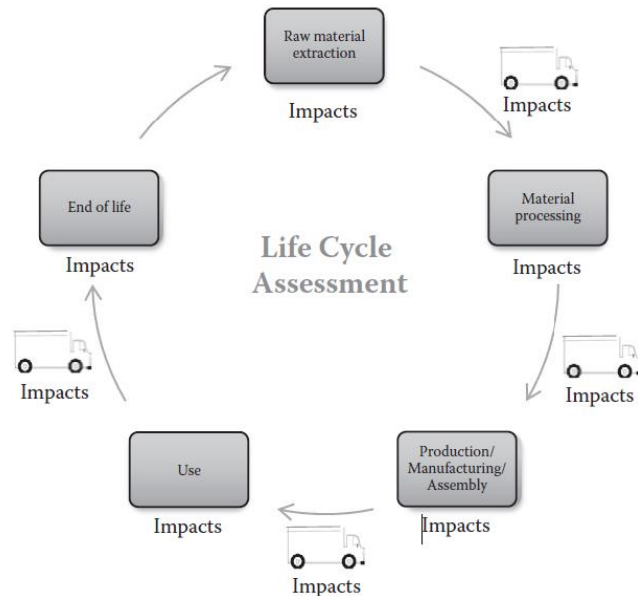 Raw material
extraction
Impacts
Impacts
Material
processing
Impacts
Impacts
Production/
Manufacturing/
Assembly
Impacts
Impacts
Use
Impacts
Impacts
End of life
Impacts
Life Cycle
Assessment